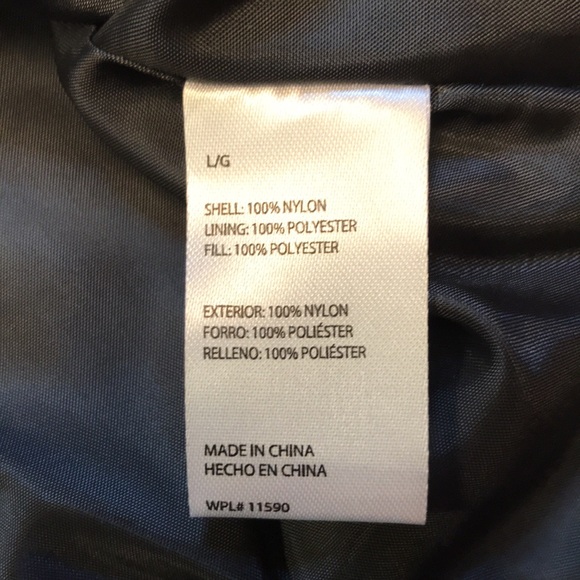 L/G
SHELL: 100% NYLON
LINING: 100% POLYESTER
FILL: 100% POLYESTER
EXTERIOR: 100% NYLON
FORRO: 100% POLIÉSTER
RELLENO: 100% POLIÉSTER
MADE IN CHINA
HECHO EN CHINA
WPL# 11590